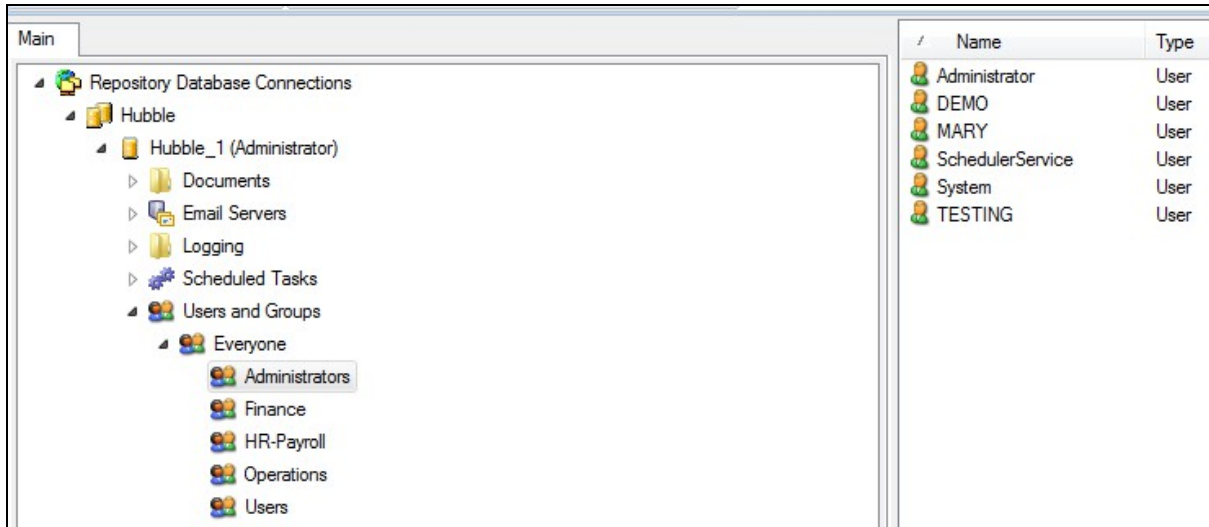 Main
Repository Database Connections
Hubble
Hubble_1 (Administrator)
Documents
Email Servers
Logging
Scheduled Tasks
Users and Groups
Everyone
Administrators
Finance
HR-Payroll
Operations
Users
Name Type
Administrator User
DEMO User
MARY User
SchedulerService User
System User
TESTING User